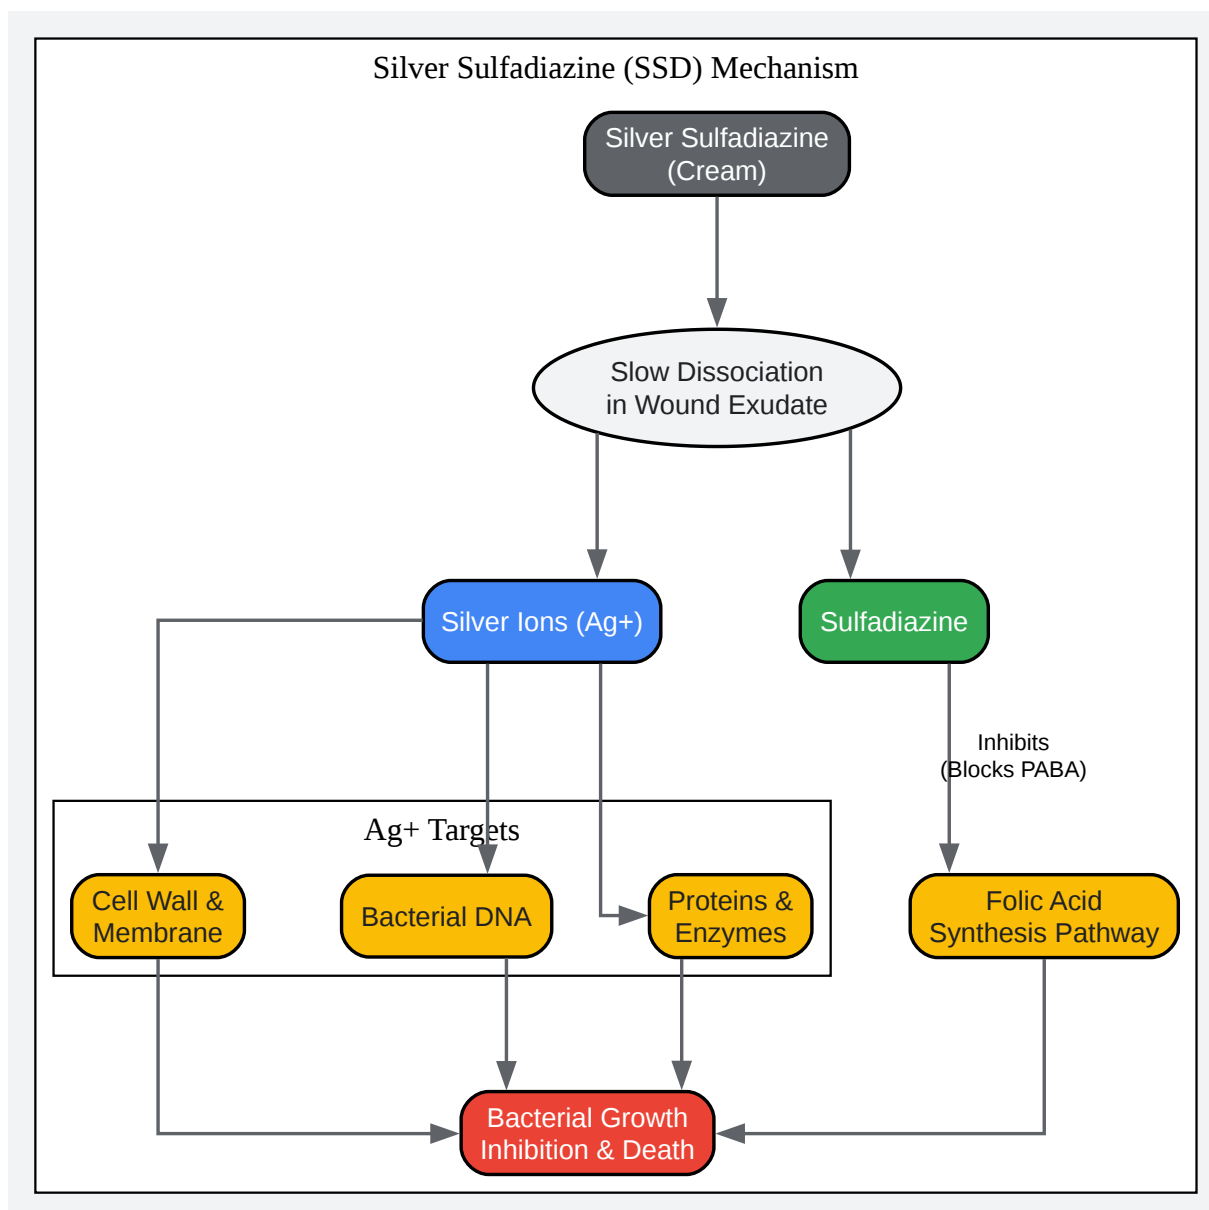 Silver Sulfadiazine (SSD) Mechanism
Silver Sulfadiazine
(Cream)
Slow Dissociation
in Wound Exudate
Silver Ions (Ag+)
Sulfadiazine
Inhibits
(Blocks PABA)
Ag+ Targets
Cell Wall &
Membrane
Bacterial DNA
Proteins &
Enzymes
Folic Acid
Synthesis Pathway
Bacterial Growth
Inhibition & Death